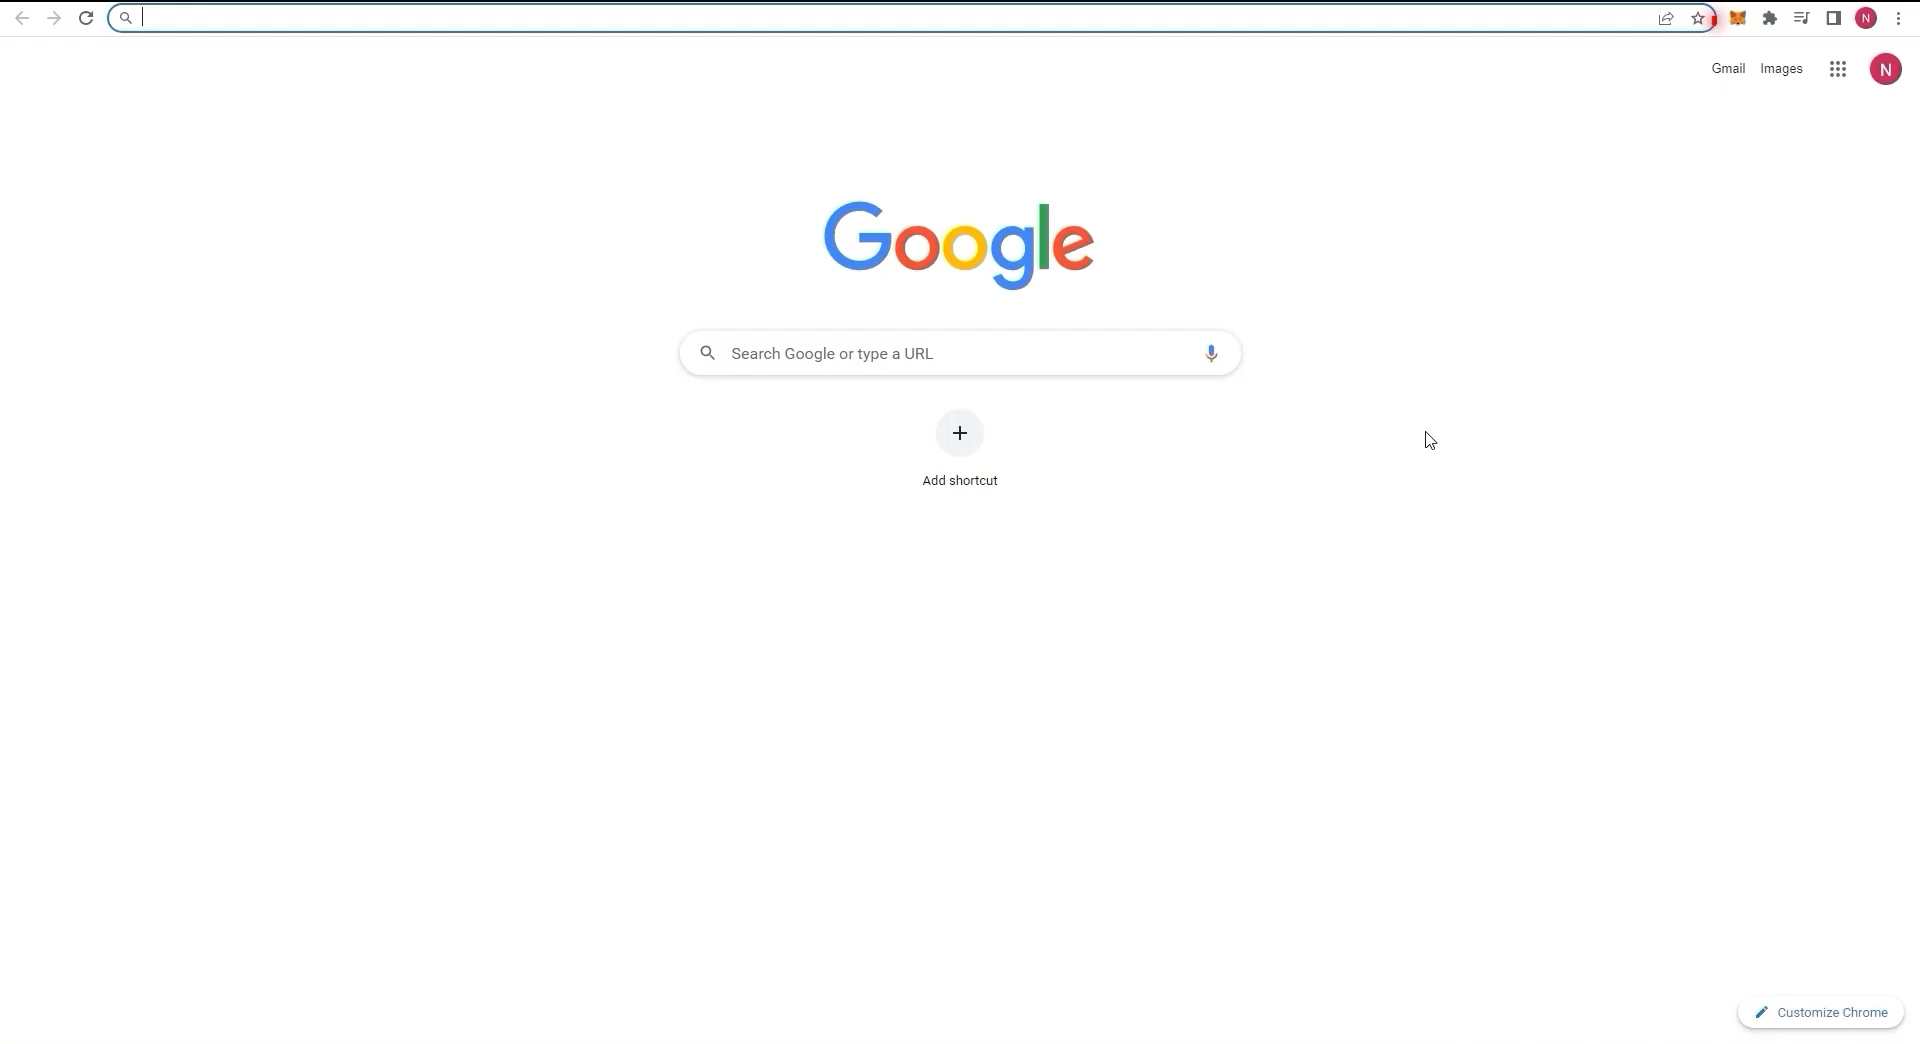 N
Gmail Images N
Google
Search Google or type a URL
Add shortcut
Customize Chrome